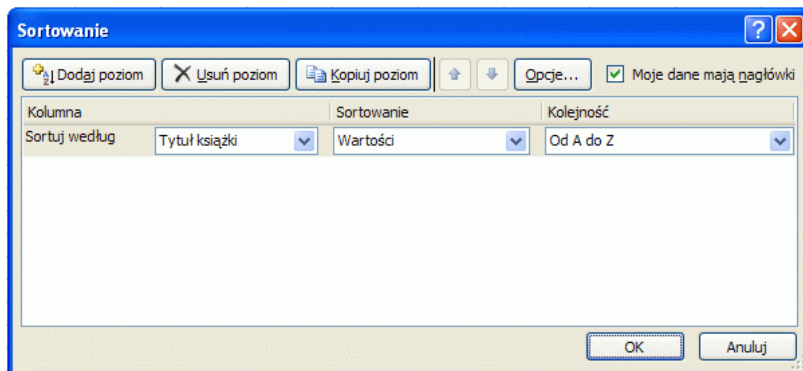 Sortowanie
Dodaj poziom Usuń poziom Kopiuj poziom Opcje... Moje dane mają nagłówki
Kolumna Sortowanie Kolejność
Sortuj według Tytuł książki Wartości Od A do Z
OK Anuluj